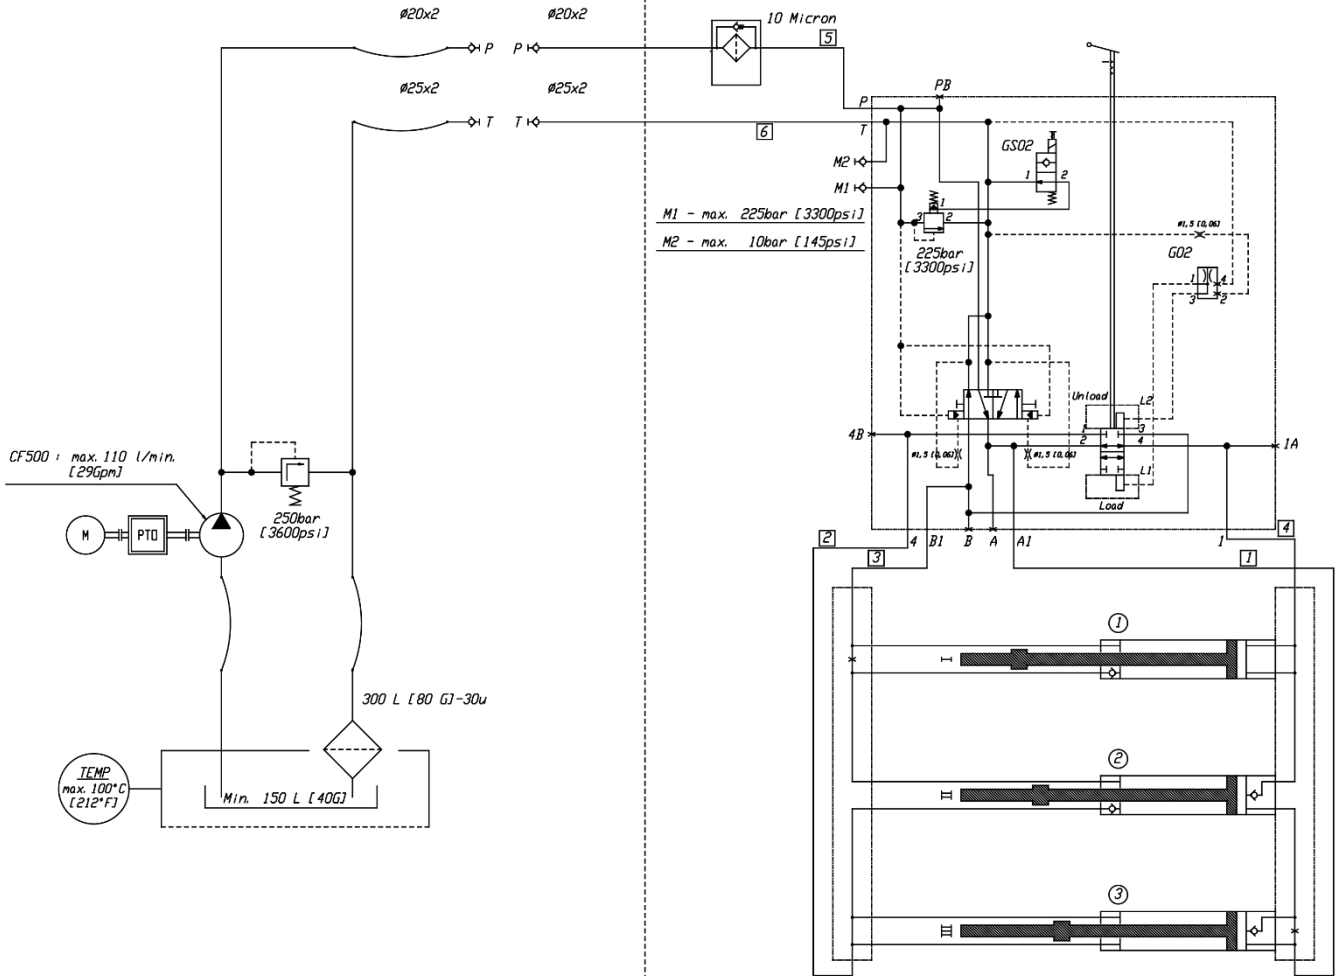 ø20x2
ø20x2
10 Micron
5
P
P
ø25x2
ø25x2
PB
P
T
T
6
T
GS02
M2
1
2
M1
M1 - max. 225bar [3300psi]
1
3
2
ø1,5 [0,06]
M2 - max. 10bar [145psi]
225bar
[3300psi]
G02
1
4
3
2
Unload
L2
4B
1
3
2
4
1A
CF500 : max. 110 l/min.
[29Gpm]
ø1,5 [0,06]
ø1,5 [0,06]
L1
Load
250bar
[3600psi]
M
PTO
2
4
B1
B
A
A1
1
4
3
1
1
300 L [80 G]-30u
I
2
TEMP
max. 100°C
[212°F]
Min. 150 L [40G]
II
3
III